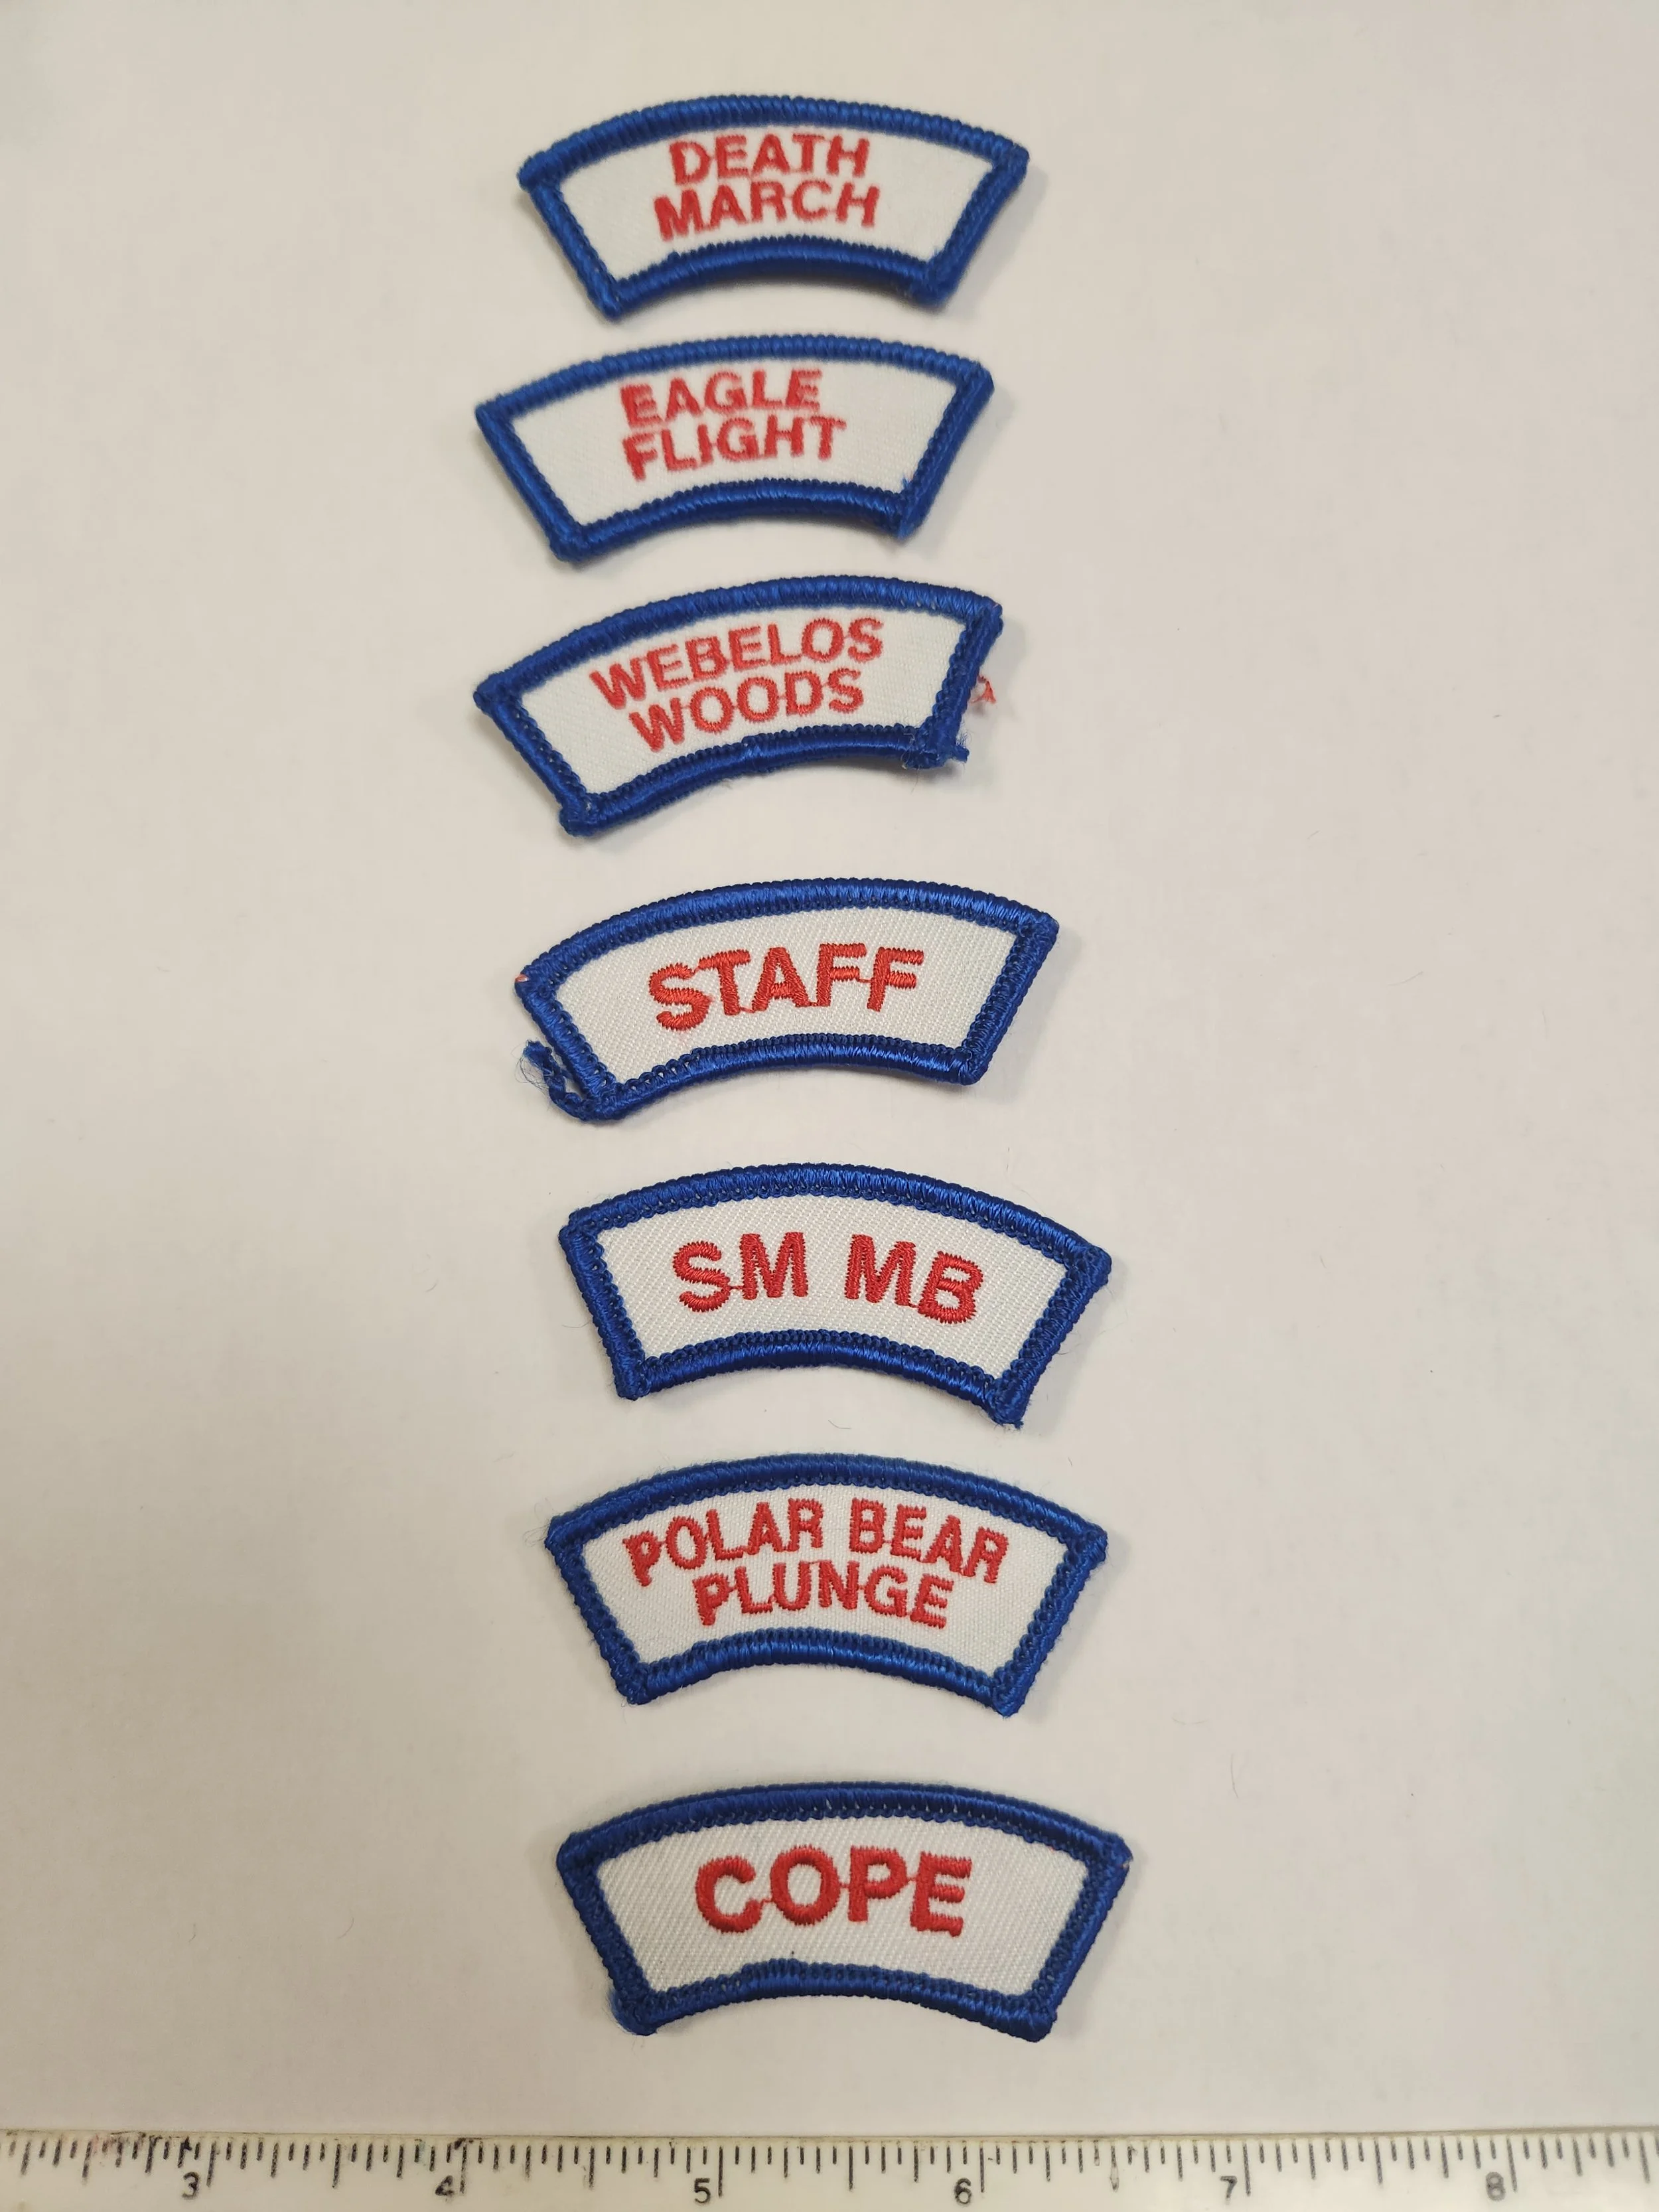 DEATH
MARCH
EAGLE
FLIGHT
WEBELOS
WOODS
STAFF
SM MB
POLAR BEAR
PLUNGE
COPE
3 4 5 6 7 8